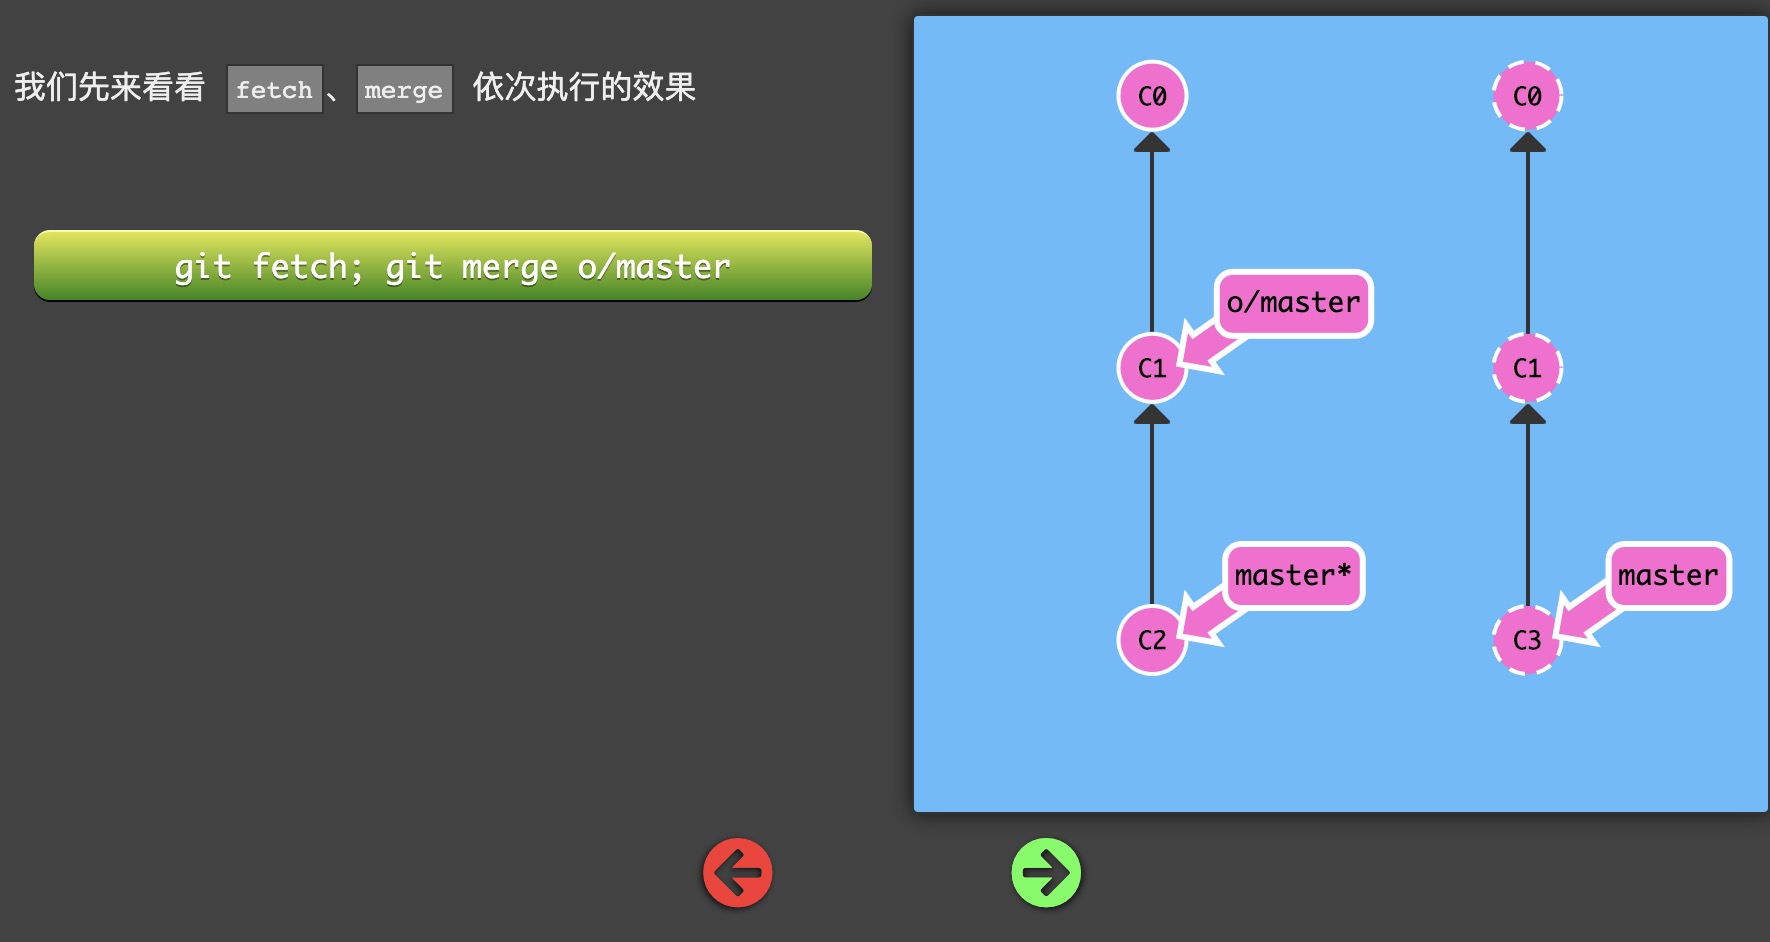 我们先来看看 fetch、merge 依次执行的效果
git fetch; git merge o/master
C0
C0
o/master
C1
C1
master*
master
C2
C3